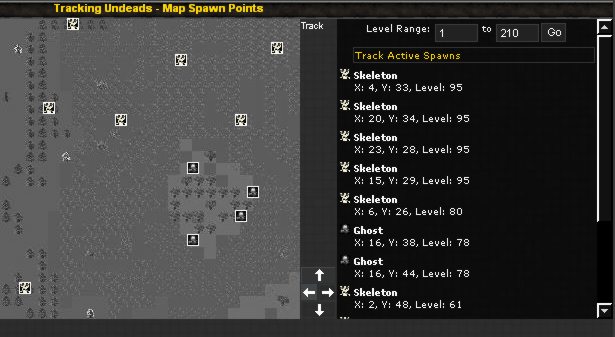 Tracking Undeads - Map Spawn Points
Track
Level Range: 1 to 210 Go
Track Active Spawns
Skeleton
X: 4, Y: 33, Level: 95
Skeleton
X: 20, Y: 34, Level: 95
Skeleton
X: 23, Y: 28, Level: 95
Skeleton
X: 15, Y: 29, Level: 95
Skeleton
X: 6, Y: 26, Level: 80
Ghost
X: 16, Y: 38, Level: 78
Ghost
X: 16, Y: 44, Level: 78
Skeleton
X: 2, Y: 48, Level: 61